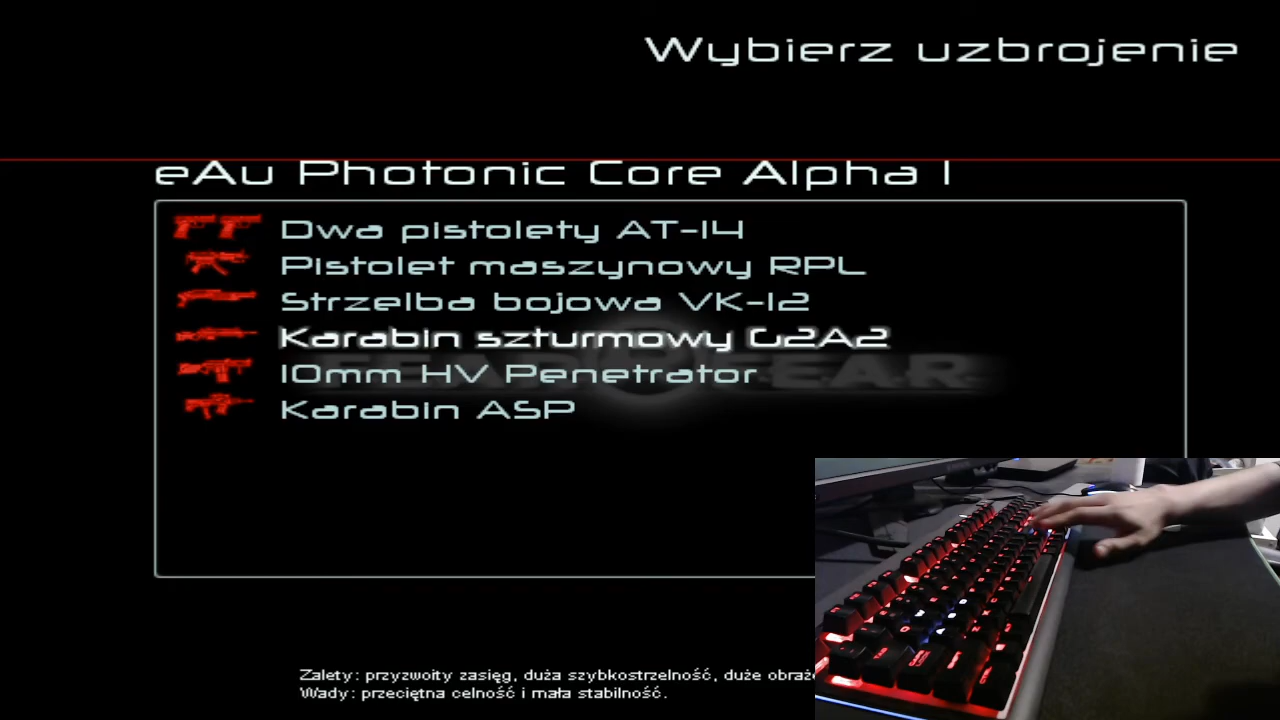 Wybierz uzbrojenie
eAu Photonic Core Alpha 1
Dwa pistolety AT-14
Pistolet maszynowy RPL
Strzelba bojowa VK-12
Karabin szturmowy G2A2
10mm HV Penetrator
Karabin ASP
Zalety: przyzwoity zasięg, duża szybkostrzelność, duże
Wady: przeciętna celność i mała stabilność.